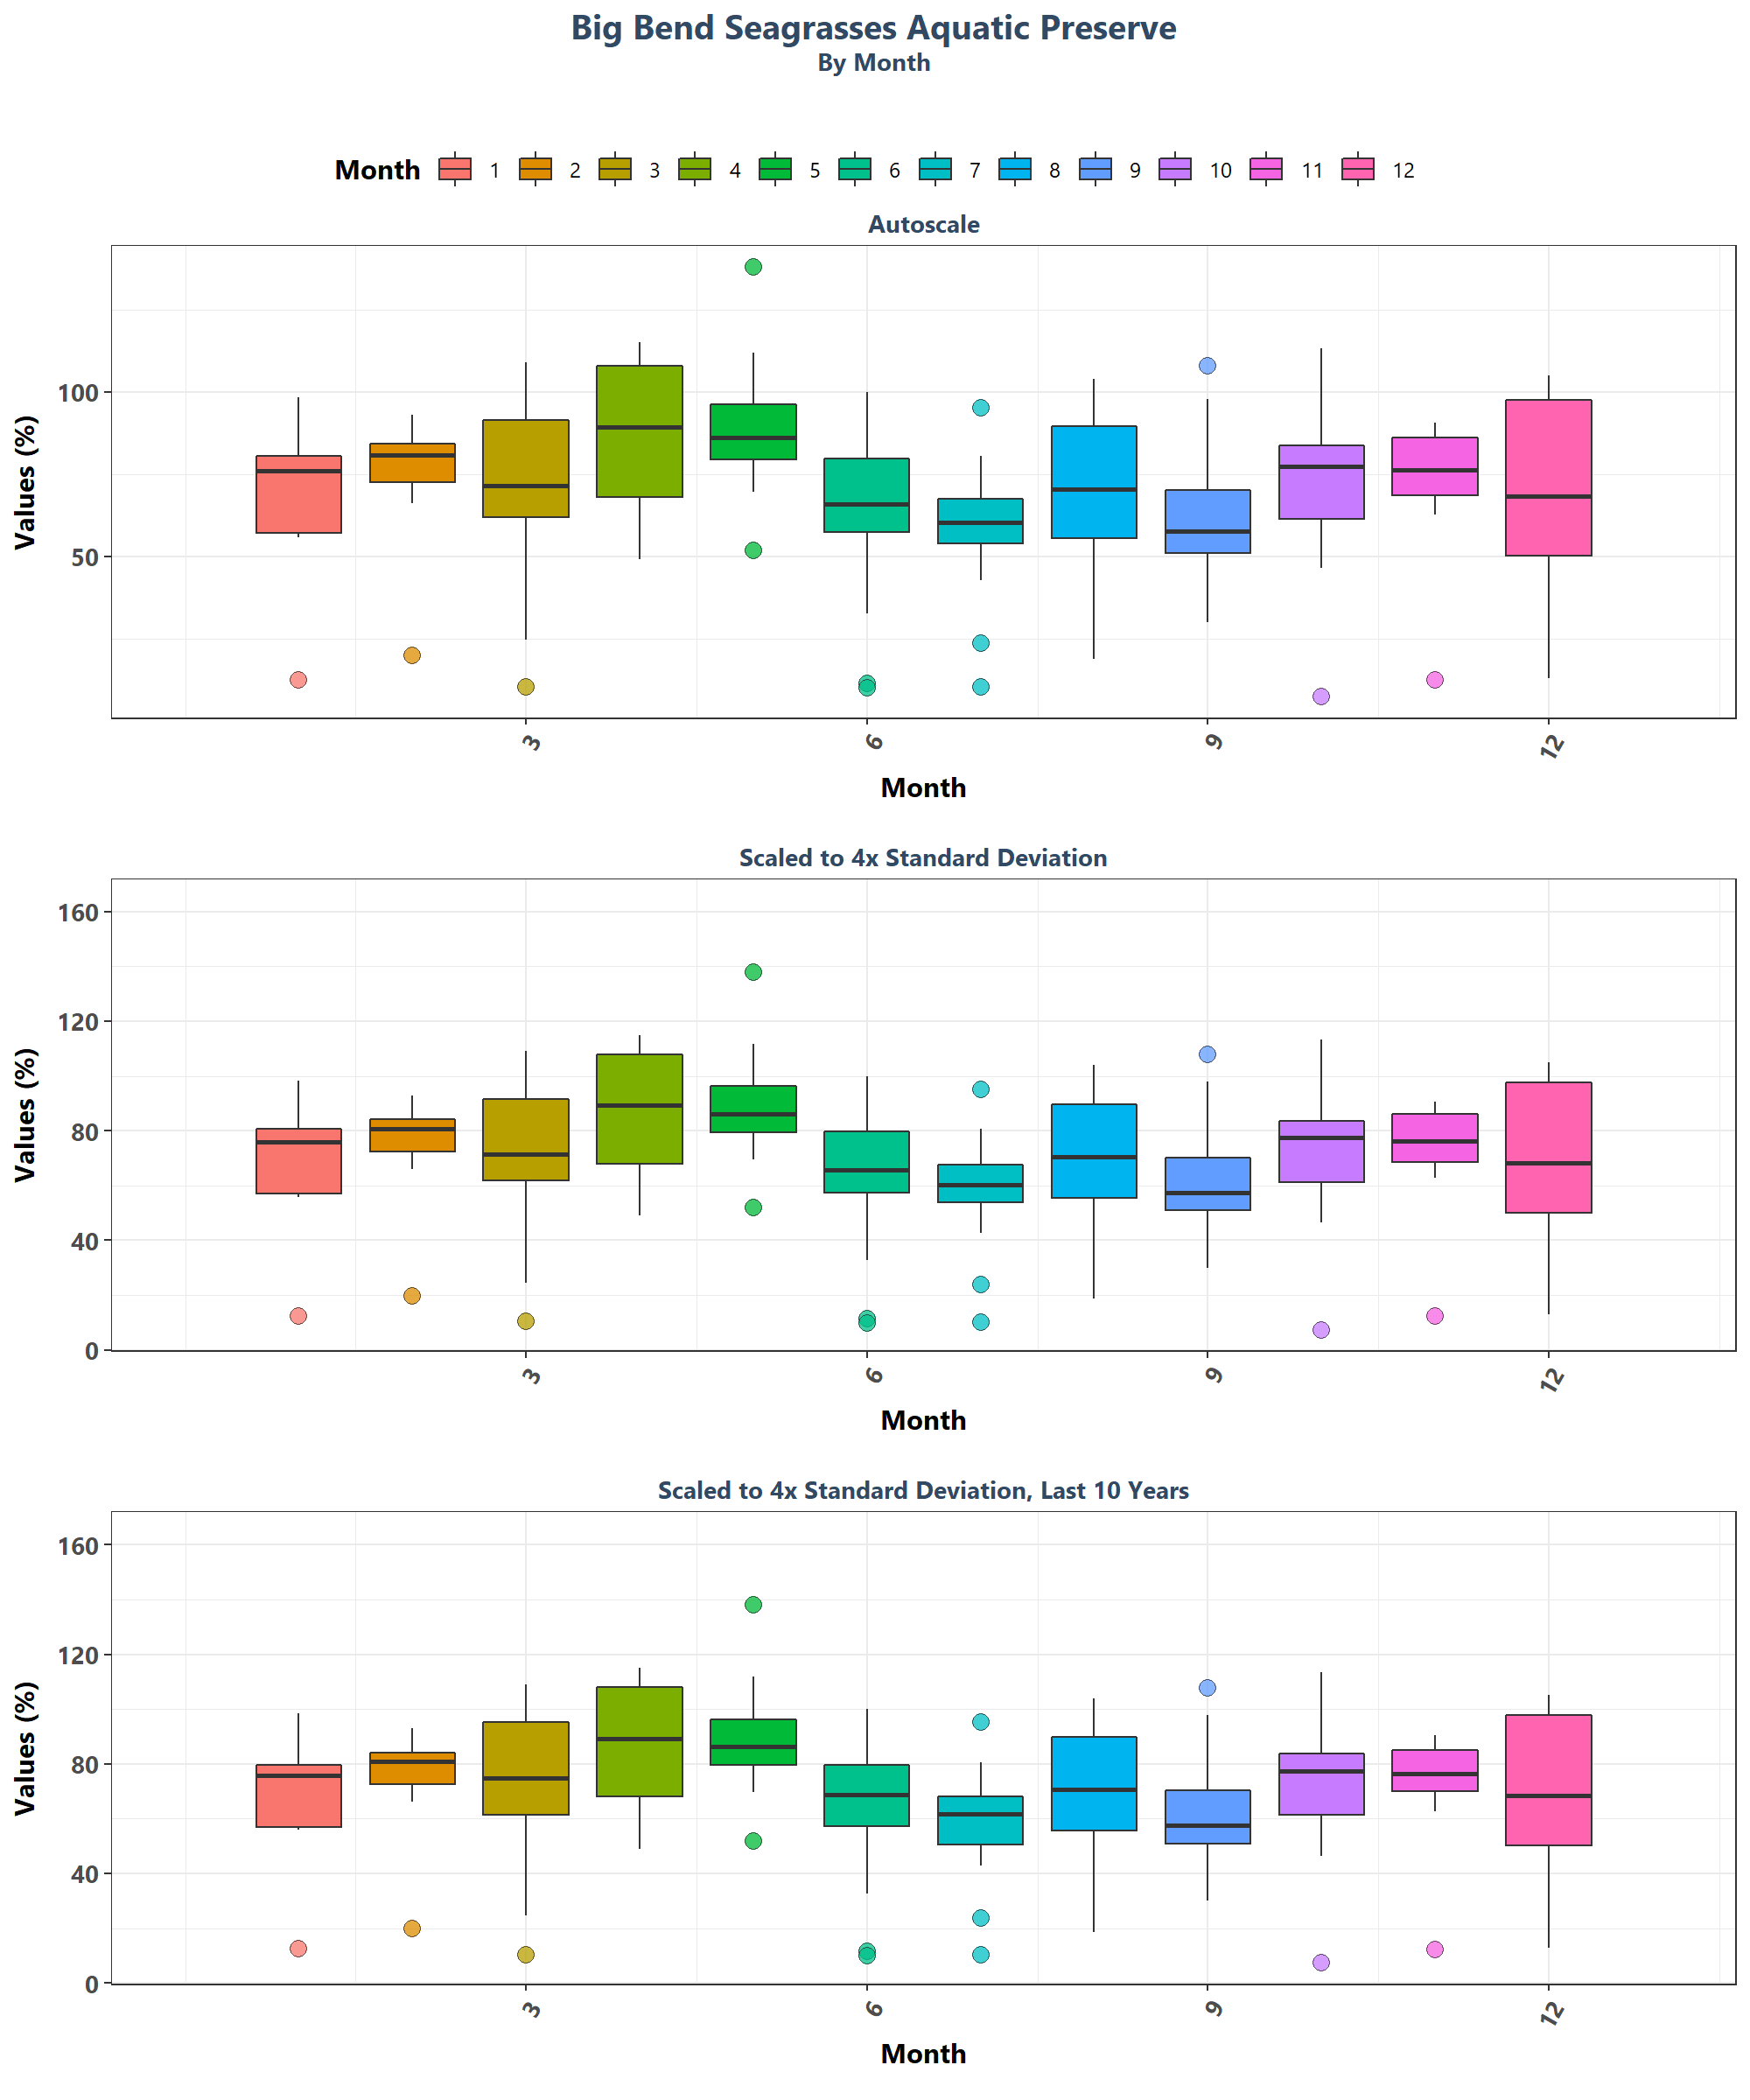 Big Bend Seagrasses Aquatic Preserve
By Month
Month 1 2 3 4 5 6 7 8 9 10 11 12
Autoscale
Values (%)
100
50
3 6 9 12
Month
Scaled to 4x Standard Deviation
Values (%)
160
120
80
40
0
3 6 9 12
Month
Scaled to 4x Standard Deviation, Last 10 Years
Values (%)
160
120
80
40
0
3 6 9 12
Month